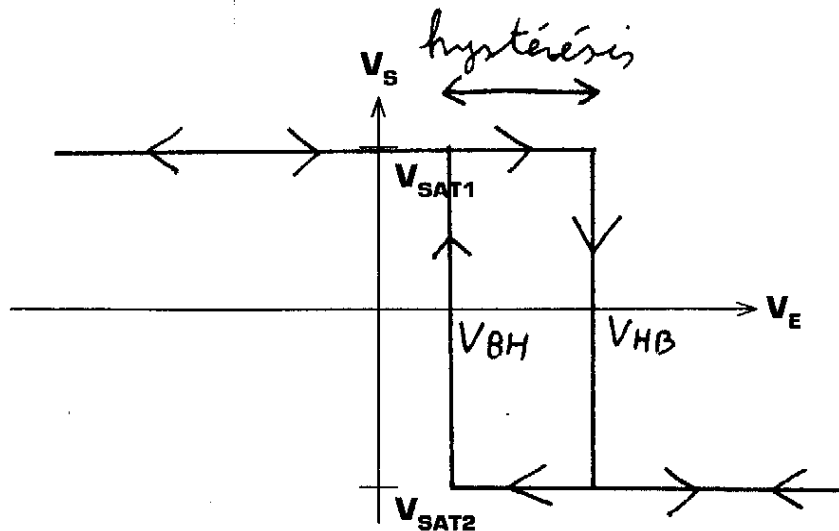 hystérésis
V_S
V_SAT1
V_E
V_BH
V_HB
V_SAT2